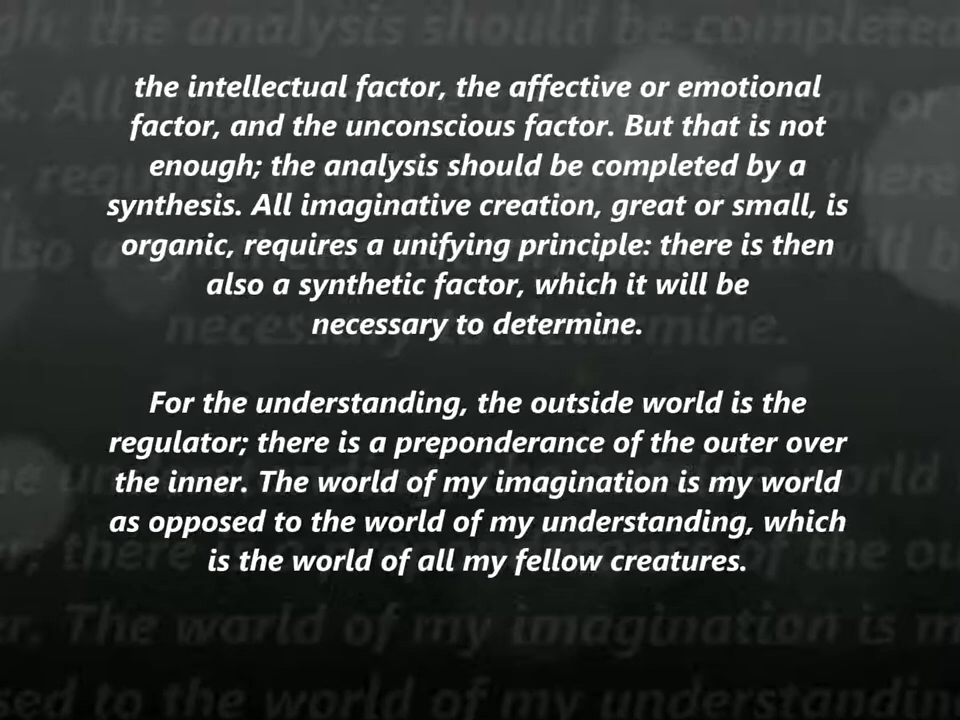 the intellectual factor, the affective or emotional
factor, and the unconscious factor. But that is not
enough; the analysis should be completed by a
synthesis. All imaginative creation, great or small, is
organic, requires a unifying principle: there is then
also a synthetic factor, which it will be
necessary to determine.
For the understanding, the outside world is the
regulator; there is a preponderance of the outer over
the inner. The world of my imagination is my world
as opposed to the world of my understanding, which
is the world of all my fellow creatures.